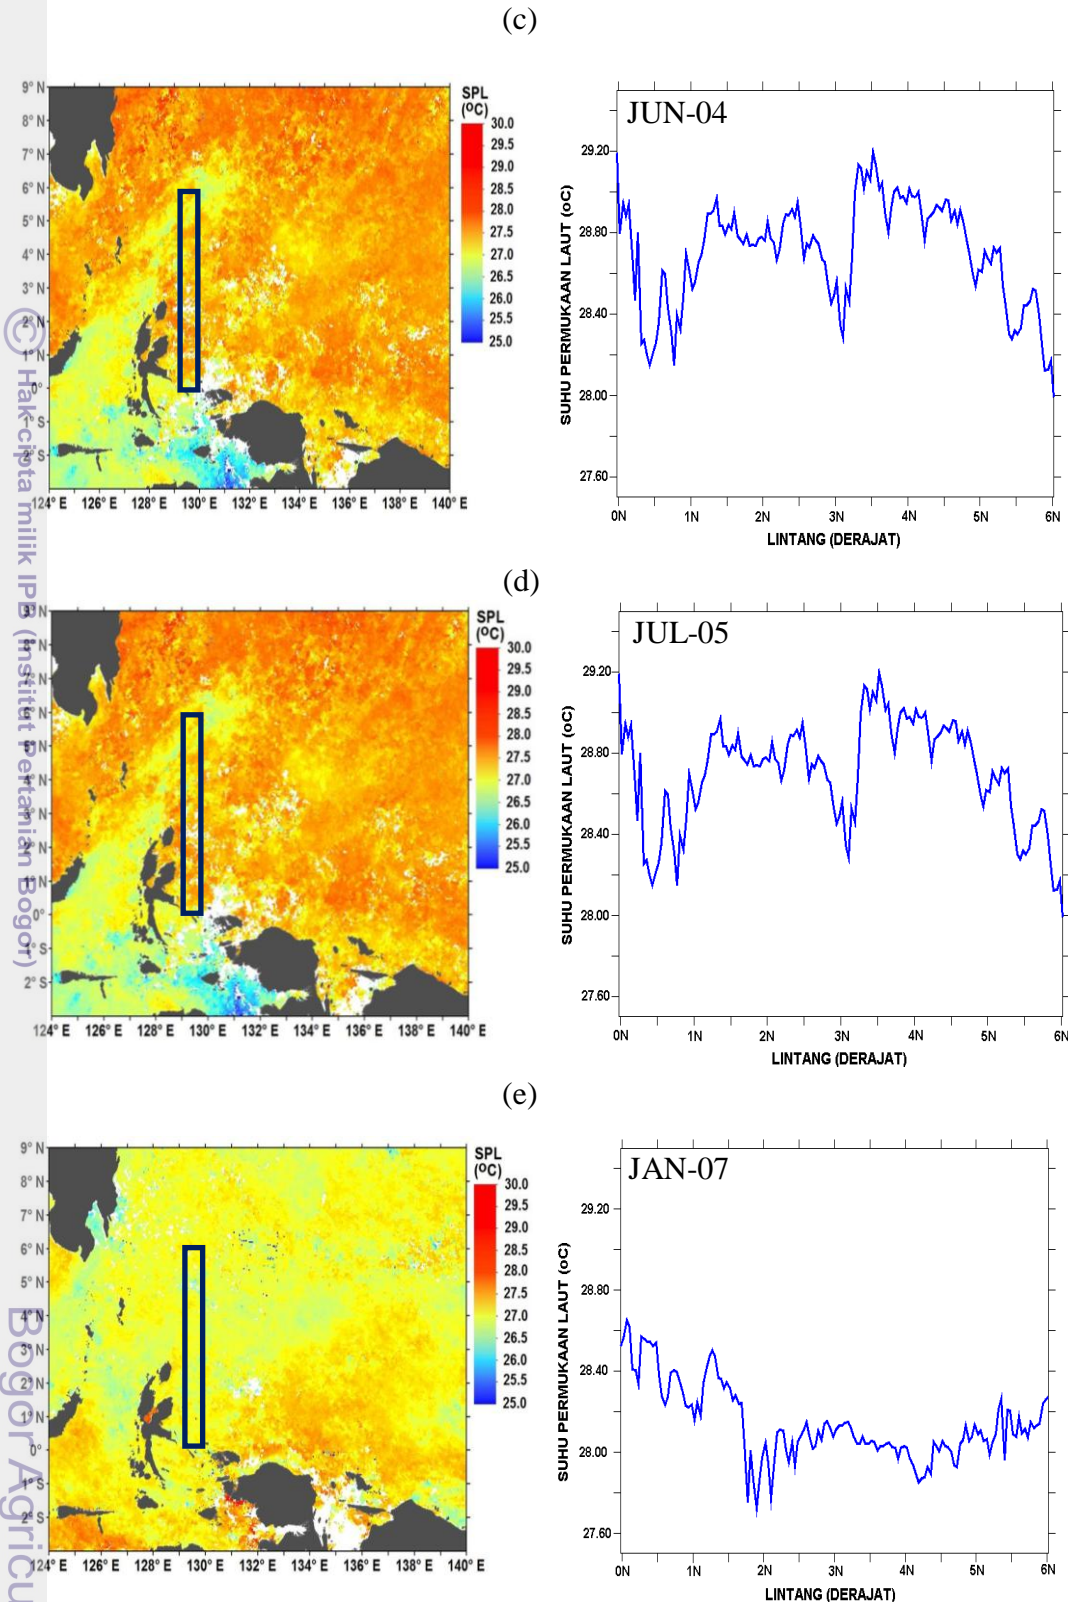 (c)
SPL
(ºC)
30.0
29.5
29.0
28.5
28.0
27.5
27.0
26.5
26.0
25.5
25.0
9° N
8° N
7° N
6° N
5° N
4° N
3° N
2° N
1° N
0°
1° S
2° S
124° E 126° E 128° E 130° E 132° E 134° E 136° E 138° E 140° E
JUN-04
SUHU PERMUKAAN LAUT (oC)
29.20
28.80
28.40
28.00
27.60
0N 1N 2N 3N 4N 5N 6N
LINTANG (DERAJAT)
(d)
SPL
(ºC)
30.0
29.5
29.0
28.5
28.0
27.5
27.0
26.5
26.0
25.5
25.0
9° N
8° N
7° N
6° N
5° N
4° N
3° N
2° N
1° N
0°
1° S
2° S
124° E 126° E 128° E 130° E 132° E 134° E 136° E 138° E 140° E
JUL-05
SUHU PERMUKAAN LAUT (oC)
29.20
28.80
28.40
28.00
27.60
0N 1N 2N 3N 4N 5N 6N
LINTANG (DERAJAT)
(e)
SPL
(ºC)
30.0
29.5
29.0
28.5
28.0
27.5
27.0
26.5
26.0
25.5
25.0
9° N
8° N
7° N
6° N
5° N
4° N
3° N
2° N
1° N
0°
1° S
2° S
124° E 126° E 128° E 130° E 132° E 134° E 136° E 138° E 140° E
JAN-07
SUHU PERMUKAAN LAUT (oC)
29.20
28.80
28.40
28.00
27.60
0N 1N 2N 3N 4N 5N 6N
LINTANG (DERAJAT)
© Hak cipta milik IPB (Institut Pertanian Bogor)
Bogor Agricu